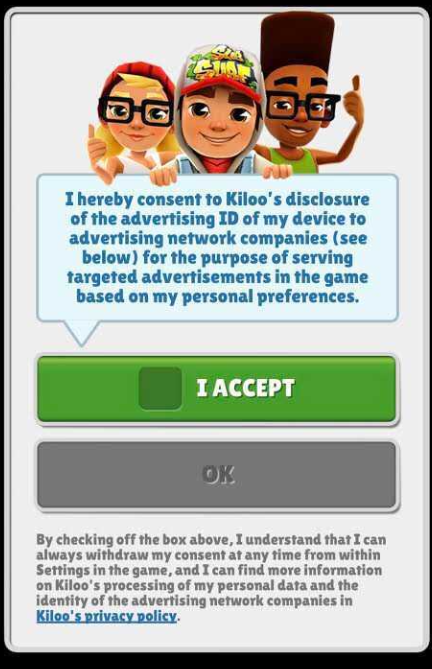 SUB
SURF
I hereby consent to Kiloo's disclosure
of the advertising ID of my device to
advertising network companies (see
below) for the purpose of serving
targeted advertisements in the game
based on my personal preferences.
I ACCEPT
OK
By checking off the box above, I understand that I can
always withdraw my consent at any time from within
Settings in the game, and I can find more information
on Kiloo's processing of my personal data and the
identity of the advertising network companies in
Kiloo's privacy policy.